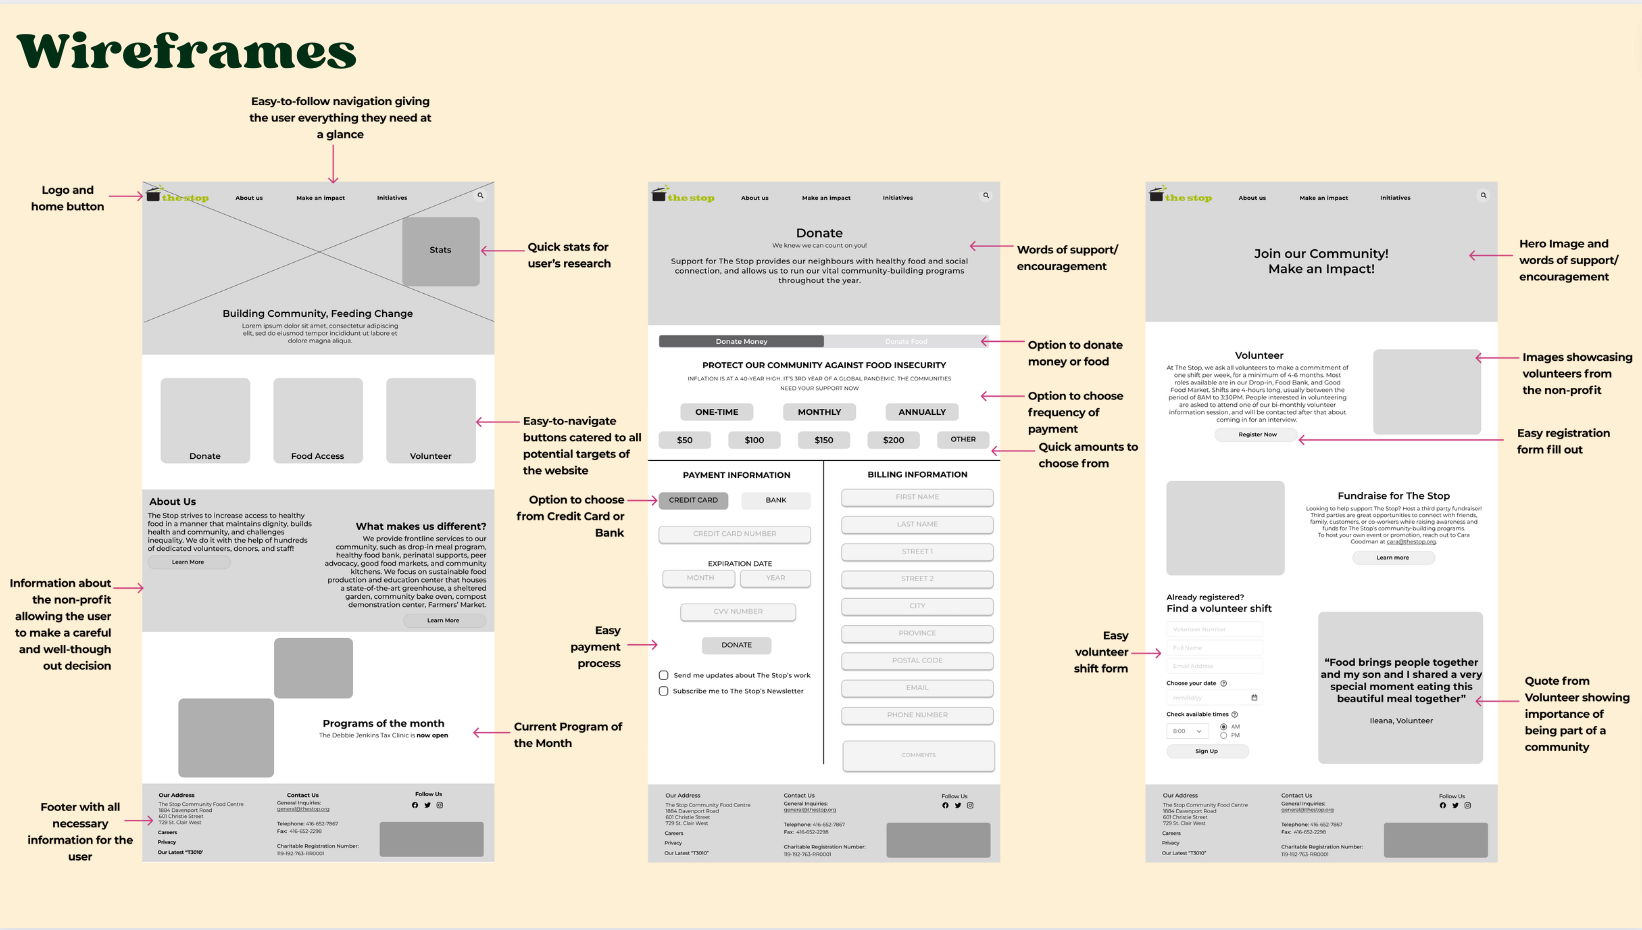 Wireframes
Easy-to-follow navigation giving
the user everything they need at
a glance
Logo and
home button
the stop
About us
Make an impact
Initiatives
Stats
Quick stats for
user's research
Building Community, Feeding Change
Lorem ipsum dolor sit amet, consectetur adipiscing
elit, sed do eiusmod tempor incididunt ut labore et
dolore magna aliqua.
Donate
Food Access
Volunteer
Easy-to-navigate
buttons catered to all
potential targets of
the website
About Us
The Stop strives to increase access to healthy
food in a manner that maintains dignity, builds
health and community, and challenges
inequality. We do it with the help of hundreds
of dedicated volunteers, donors, and staff!
Learn More
What makes us different?
We provide frontline services to our
community, such as drop-in meal program,
healthy food bank, perinatal supports, peer
advocacy, good food markets, and community
kitchens. We focus on sustainable food
production and education center that houses
a state-of-the-art greenhouse, a sheltered
garden, community bake oven, compost
demonstration center, Farmers' Market.
Learn More
Information about
the non-profit
allowing the user
to make a careful
and well-though
out decision
Programs of the month
The Debbie Jenkins Tax Clinic is now open
Current Program of
the Month
Footer with all
necessary
information for the
user
Our Address
The Stop Community Food Centre
1884 Davenport Road
601 Christie Street
729 St. Clair West
Careers
Privacy
Our Latest "T3010"
Contact Us
General Inquiries:
general@thestop.org
Telephone: 416-652-7867
Fax: 416-652-2298
Charitable Registration Number:
119-192-763-RR0001
Follow Us
the stop
About us
Make an impact
Initiatives
Donate
We knew we can count on you!
Support for The Stop provides our neighbours with healthy food and social
connection, and allows us to run our vital community-building programs
throughout the year.
Words of support/
encouragement
Donate Money
Donate Food
Option to donate
money or food
PROTECT OUR COMMUNITY AGAINST FOOD INSECURITY
INFLATION IS AT A 40-YEAR HIGH. IT'S 3RD YEAR OF A GLOBAL PANDEMIC. THE COMMUNITIES
NEED YOUR SUPPORT NOW
ONE-TIME
MONTHLY
ANNUALLY
Option to choose
frequency of
payment
$50
$100
$150
$200
OTHER
Quick amounts to
choose from
PAYMENT INFORMATION
CREDIT CARD
BANK
Option to choose
from Credit Card or
Bank
CREDIT CARD NUMBER
EXPIRATION DATE
MONTH
YEAR
CVV NUMBER
DONATE
Easy
payment
process
Send me updates about The Stop's work
Subscribe me to The Stop's Newsletter
BILLING INFORMATION
FIRST NAME
LAST NAME
STREET 1
STREET 2
CITY
PROVINCE
POSTAL CODE
EMAIL
PHONE NUMBER
COMMENTS
Our Address
The Stop Community Food Centre
1884 Davenport Road
601 Christie Street
729 St. Clair West
Careers
Privacy
Our Latest "T3010"
Contact Us
General Inquiries:
general@thestop.org
Telephone: 416-652-7867
Fax: 416-652-2298
Charitable Registration Number:
119-192-763-RR0001
Follow Us
the stop
About us
Make an impact
Initiatives
Join our Community!
Make an Impact!
Hero Image and
words of support/
encouragement
Volunteer
At The Stop, we ask all volunteers to make a commitment of
one shift per week, for a minimum of 4-6 months. Most
roles available are in our Drop-in, Food Bank, and Good
Food Market. Shifts are 4-hours long, usually between the
period of 8AM to 3:30PM. People interested in volunteering
are asked to attend one of our bi-monthly volunteer
information session, and will be contacted after that about
coming in for an interview.
Register Now
Images showcasing
volunteers from
the non-profit
Easy registration
form fill out
Fundraise for The Stop
Looking to help support The Stop? Host a third party fundraiser!
Third parties are great opportunities to connect with friends,
family, customers, or co-workers while raising awareness and
funds for The Stop's community-building programs.
To host your own event or promotion, reach out to Cara
Goodman at cara@thestop.org.
Learn more
Already registered?
Find a volunteer shift
Volunteer Number
Full Name
Email Address
Choose your date
mm/dd/yy
Check available times
8:00
AM
PM
Sign Up
Easy
volunteer
shift form
"Food brings people together
and my son and I shared a very
special moment eating this
beautiful meal together"
Ileana, Volunteer
Quote from
Volunteer showing
importance of
being part of a
community
Our Address
The Stop Community Food Centre
1884 Davenport Road
601 Christie Street
729 St. Clair West
Careers
Privacy
Our Latest "T3010"
Contact Us
General Inquiries:
general@thestop.org
Telephone: 416-652-7867
Fax: 416-652-2298
Charitable Registration Number:
119-192-763-RR0001
Follow Us